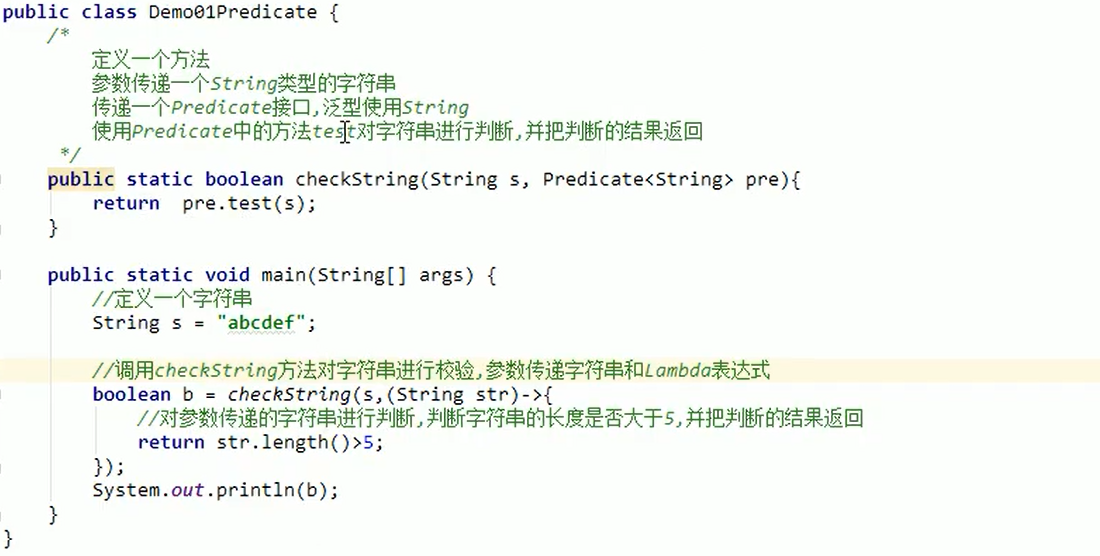 public class Demo01Predicate {
/*
定义一个方法
参数传递一个String类型的字符串
传递一个Predicate接口,泛型使用String
使用Predicate中的方法test对字符串进行判断,并把判断的结果返回
*/
public static boolean checkString(String s, Predicate<String> pre){
return  pre.test(s);
}
public static void main(String[] args) {
//定义一个字符串
String s = "abcdef";
//调用checkString方法对字符串进行校验,参数传递字符串和Lambda表达式
boolean b = checkString(s,(String str)->{
//对参数传递的字符串进行判断,判断字符串的长度是否大于5,并把判断的结果返回
return str.length()>5;
});
System.out.println(b);
}
}